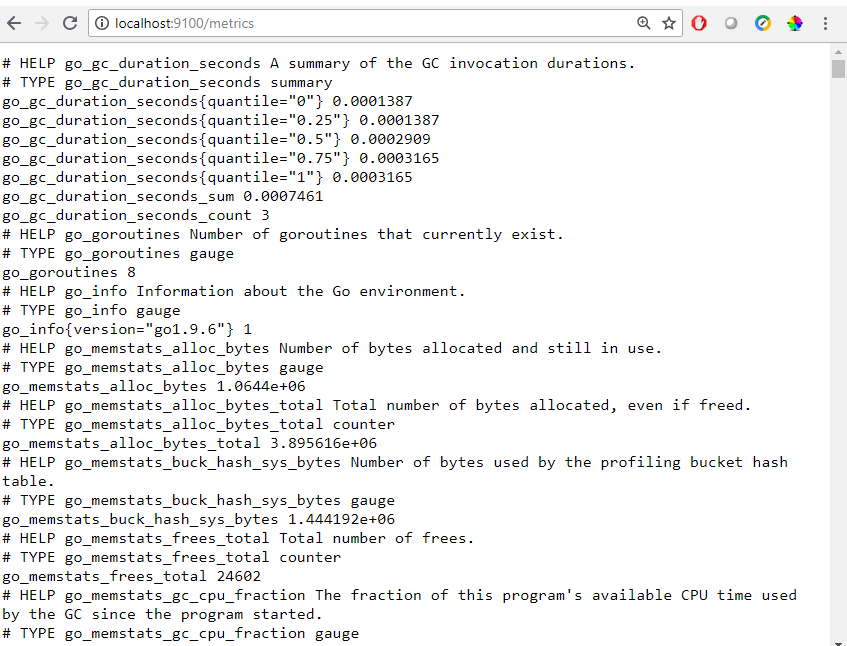 localhost:9100/metrics
# HELP go_gc_duration_seconds A summary of the GC invocation durations.
# TYPE go_gc_duration_seconds summary
go_gc_duration_seconds{quantile="0"} 0.0001387
go_gc_duration_seconds{quantile="0.25"} 0.0001387
go_gc_duration_seconds{quantile="0.5"} 0.0002909
go_gc_duration_seconds{quantile="0.75"} 0.0003165
go_gc_duration_seconds{quantile="1"} 0.0003165
go_gc_duration_seconds_sum 0.0007461
go_gc_duration_seconds_count 3
# HELP go_goroutines Number of goroutines that currently exist.
# TYPE go_goroutines gauge
go_goroutines 8
# HELP go_info Information about the Go environment.
# TYPE go_info gauge
go_info{version="go1.9.6"} 1
# HELP go_memstats_alloc_bytes Number of bytes allocated and still in use.
# TYPE go_memstats_alloc_bytes gauge
go_memstats_alloc_bytes 1.0644e+06
# HELP go_memstats_alloc_bytes_total Total number of bytes allocated, even if freed.
# TYPE go_memstats_alloc_bytes_total counter
go_memstats_alloc_bytes_total 3.895616e+06
# HELP go_memstats_buck_hash_sys_bytes Number of bytes used by the profiling bucket hash
table.
# TYPE go_memstats_buck_hash_sys_bytes gauge
go_memstats_buck_hash_sys_bytes 1.444192e+06
# HELP go_memstats_frees_total Total number of frees.
# TYPE go_memstats_frees_total counter
go_memstats_frees_total 24602
# HELP go_memstats_gc_cpu_fraction The fraction of this program's available CPU time used
by the GC since the program started.
# TYPE go_memstats_gc_cpu_fraction gauge